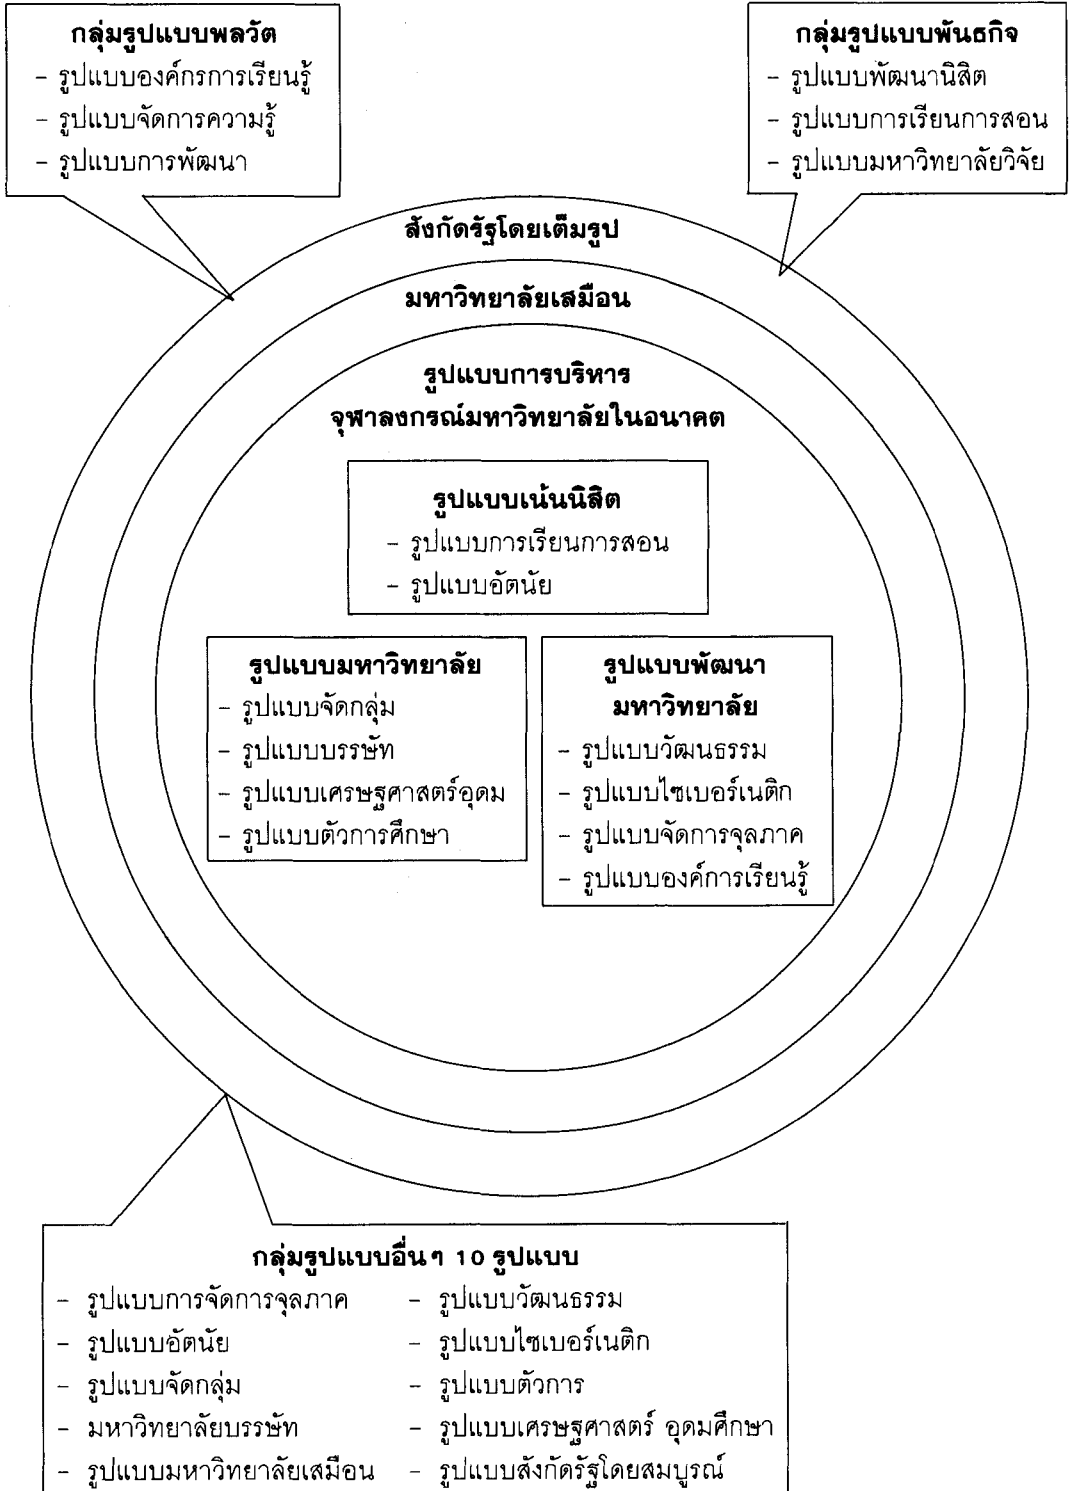 กลุ่มรูปแบบพลวัต
- รูปแบบองค์กรการเรียนรู้
- รูปแบบจัดการความรู้
- รูปแบบการพัฒนา
กลุ่มรูปแบบพันธกิจ
- รูปแบบพัฒนานิสิต
- รูปแบบการเรียนการสอน
- รูปแบบมหาวิทยาลัยวิจัย
สังกัดรัฐโดยเต็มรูป
มหาวิทยาลัยเสมือน
รูปแบบการบริหาร
จุฬาลงกรณ์มหาวิทยาลัยในอนาคต
รูปแบบเน้นนิสิต
- รูปแบบการเรียนการสอน
- รูปแบบอัตนัย
รูปแบบมหาวิทยาลัย
- รูปแบบจัดกลุ่ม
- รูปแบบบรรษัท
- รูปแบบเศรษฐศาสตร์อุดม
- รูปแบบตัวการศึกษา
รูปแบบพัฒนา
มหาวิทยาลัย
- รูปแบบวัฒนธรรม
- รูปแบบไซเบอร์เนติก
- รูปแบบจัดการจุลภาค
- รูปแบบองค์การเรียนรู้
กลุ่มรูปแบบอื่นๆ 10 รูปแบบ
- รูปแบบการจัดการจุลภาค
- รูปแบบอัตนัย
- รูปแบบจัดกลุ่ม
- มหาวิทยาลัยบรรษัท
- รูปแบบมหาวิทยาลัยเสมือน
- รูปแบบวัฒนธรรม
- รูปแบบไซเบอร์เนติก
- รูปแบบตัวการ
- รูปแบบเศรษฐศาสตร์ อุดมศึกษา
- รูปแบบสังกัดรัฐโดยสมบูรณ์